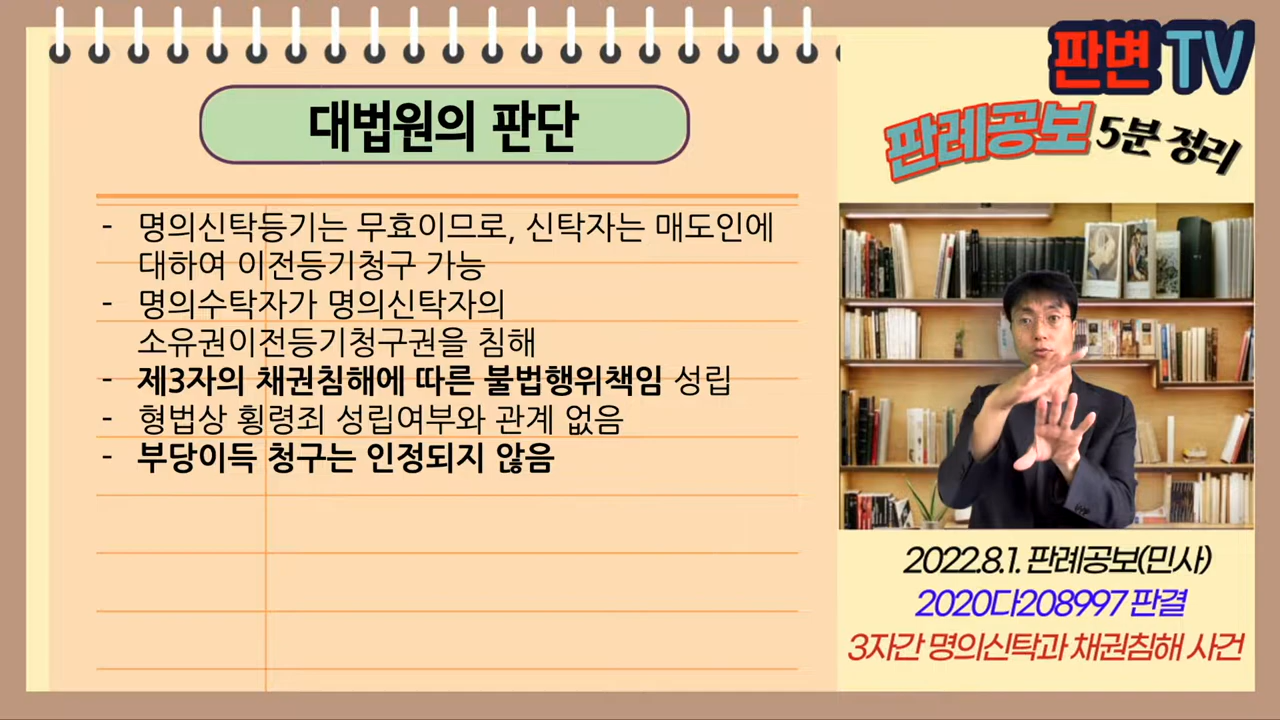 판변 TV
판례공보 5분 정리
대법원의 판단
- 명의신탁등기는 무효이므로, 신탁자는 매도인에
대하여 이전등기청구 가능
- 명의수탁자가 명의신탁자의
소유권이전등기청구권을 침해
- 제3자의 채권침해에 따른 불법행위책임 성립
- 형법상 횡령죄 성립여부와 관계 없음
- 부당이득 청구는 인정되지 않음
2022.8.1. 판례공보(민사)
2020다208997 판결
3자간 명의신탁과 채권침해 사건